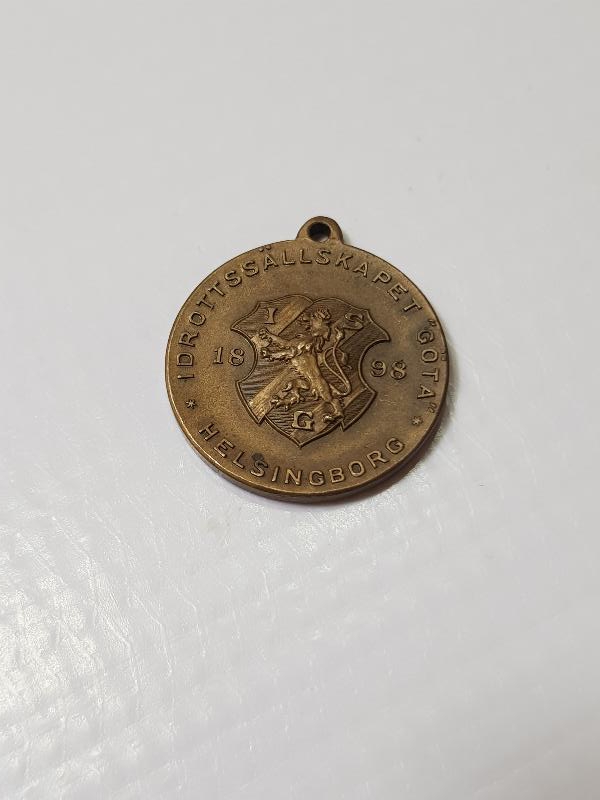 IDROTTSSÄLLSKAPET "GÖTA"
I S
18 98
G
* HELSINGBORG *